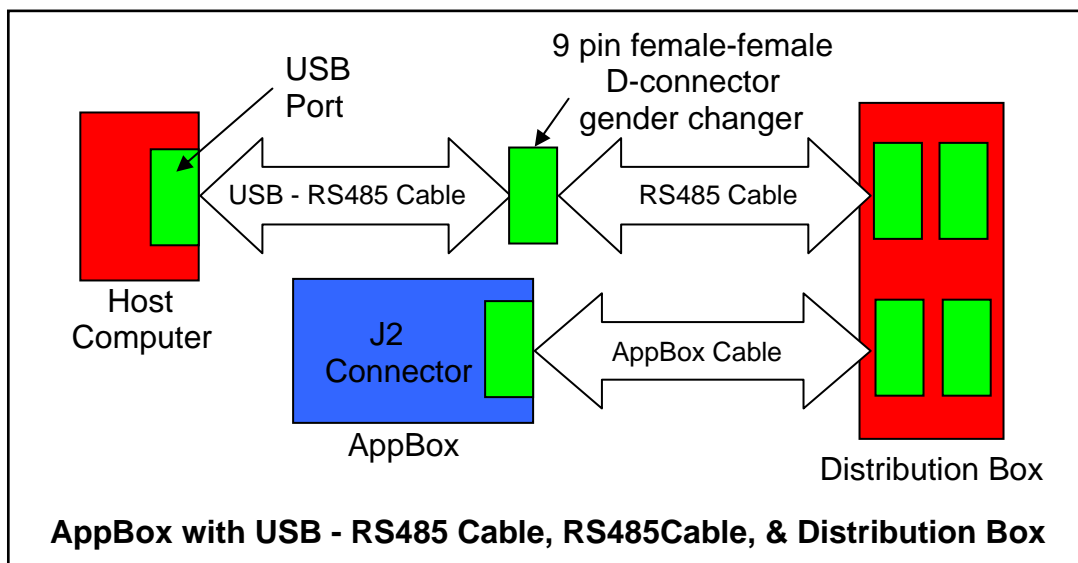 USB
Port
9 pin female-female
D-connector
gender changer
USB - RS485 Cable
RS485 Cable
Host
Computer
J2
Connector
AppBox Cable
AppBox
Distribution Box
AppBox with USB - RS485 Cable, RS485Cable, & Distribution Box